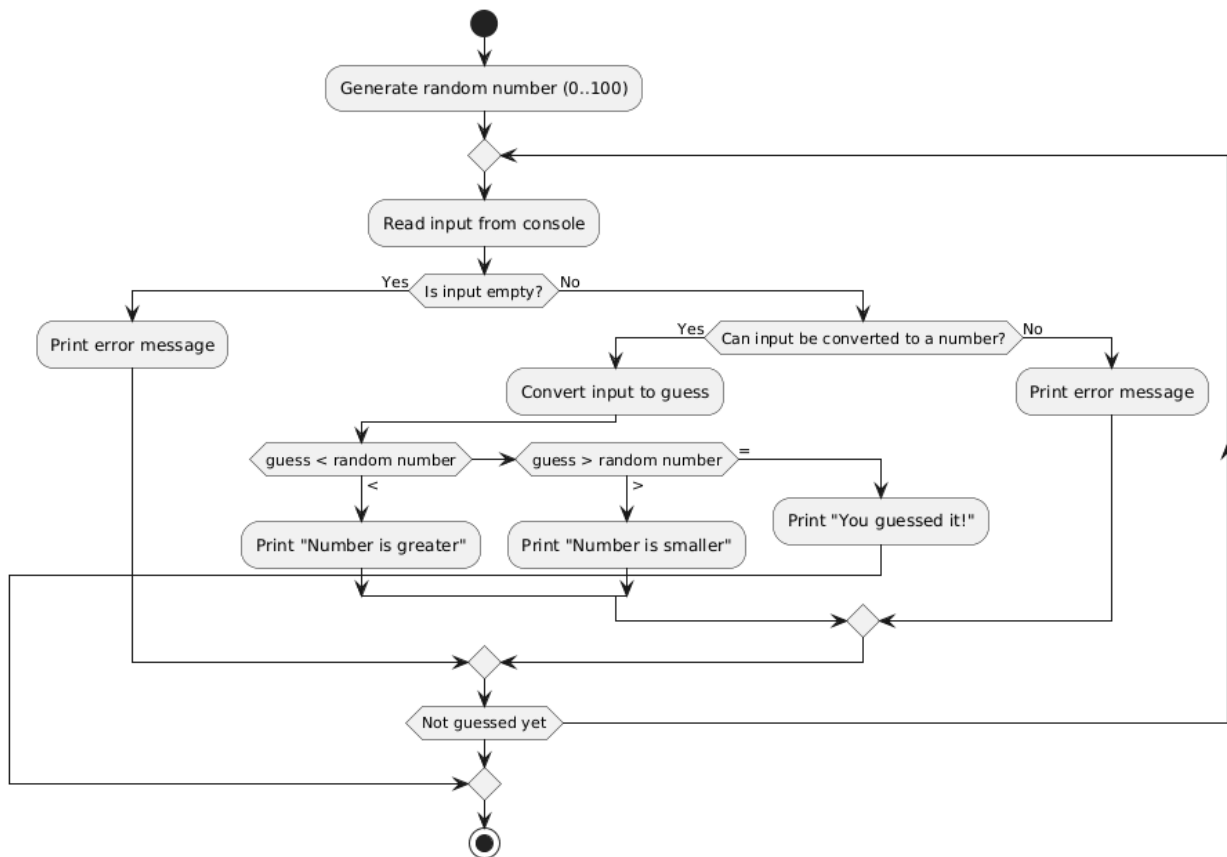 Generate random number (0..100)
Read input from console
Yes
Is input empty?
No
Print error message
Yes
Can input be converted to a number?
No
Convert input to guess
Print error message
guess < random number
guess > random number
=
<
>
Print "You guessed it!"
Print "Number is greater"
Print "Number is smaller"
Not guessed yet